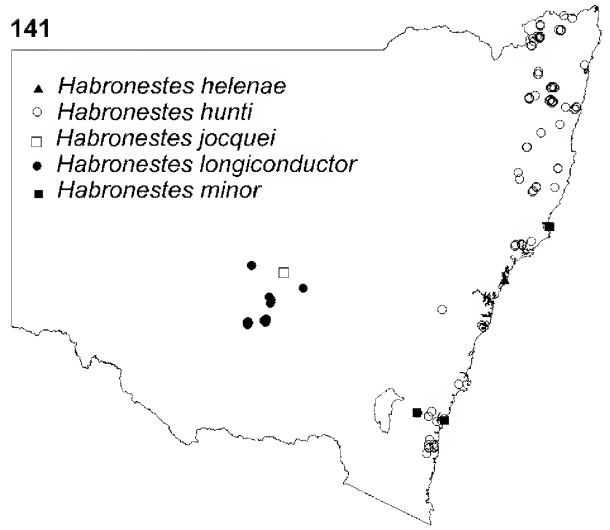 141
Habronestes helenae
Habronestes hunti
Habronestes jocquei
Habronestes longiconductor
Habronestes minor